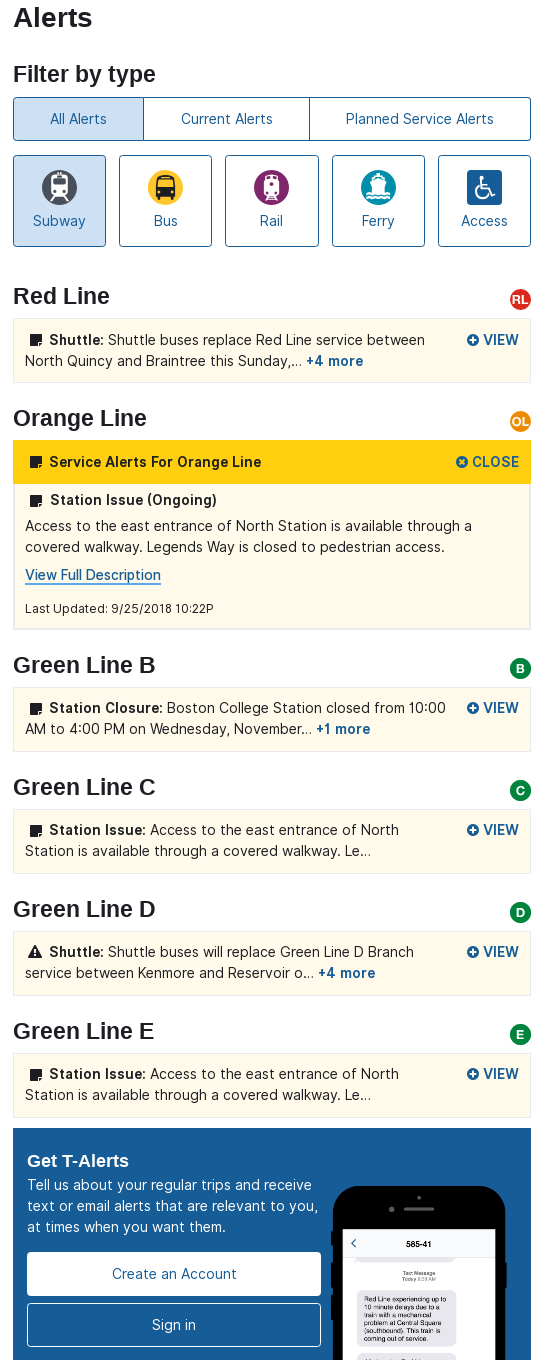 Alerts
Filter by type
All Alerts
Current Alerts
Planned Service Alerts
Subway
Bus
Rail
Ferry
Access
Red Line
RL
Shuttle: Shuttle buses replace Red Line service between
VIEW
North Quincy and Braintree this Sunday,... +4 more
Orange Line
OL
Service Alerts For Orange Line
CLOSE
Station Issue (Ongoing)
Access to the east entrance of North Station is available through a
covered walkway. Legends Way is closed to pedestrian access.
View Full Description
Last Updated: 9/25/2018 10:22P
Green Line B
B
Station Closure: Boston College Station closed from 10:00
VIEW
AM to 4:00 PM on Wednesday, November... +1 more
Green Line C
C
Station Issue: Access to the east entrance of North
VIEW
Station is available through a covered walkway. Le...
Green Line D
D
Shuttle: Shuttle buses will replace Green Line D Branch
VIEW
service between Kenmore and Reservoir o... +4 more
Green Line E
E
Station Issue: Access to the east entrance of North
VIEW
Station is available through a covered walkway. Le...
Get T-Alerts
Tell us about your regular trips and receive
text or email alerts that are relevant to you,
at times when you want them.
Create an Account
Sign in
585-41
Text Message
Today
Red Line experiencing up to
10 minute delays due to a
train with a mechanical
problem at Central Square
(southbound). This train is
coming out of service.